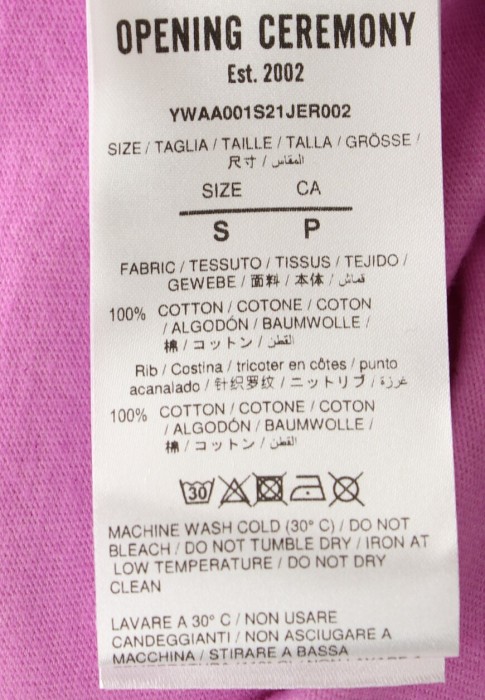 OPENING CEREMONY
Est. 2002
YWAA001S21JER002
SIZE / TAGLIA / TAILLE / TALLA / GRÖSSE /
尺寸 / المقاس
SIZE CA
S P
FABRIC / TESSUTO / TISSUS / TEJIDO /
GEWEBE / 面料 / 本体 / قماش
100% COTTON / COTONE / COTON
/ ALGODÓN / BAUMWOLLE /
棉 / コットン / القطن
Rib / Costina / tricoter en côtes / punto
acanalado / 针织罗纹 / ニットリブ / غرزة
100% COTTON / COTONE / COTON
/ ALGODÓN / BAUMWOLLE /
棉 / コットン / القطن
30
MACHINE WASH COLD (30° C) / DO NOT
BLEACH / DO NOT TUMBLE DRY / IRON AT
LOW TEMPERATURE / DO NOT DRY
CLEAN
LAVARE A 30° C / NON USARE
CANDEGGIANTI / NON ASCIUGARE A
MACCHINA / STIRARE A BASSA